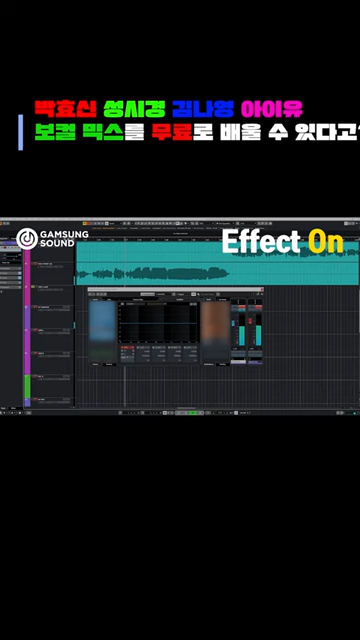 박효신 성시경 김나영 아이유
보컬 믹스를 무료로 배울 수 있다고?
GAMSUNG
SOUND
Effect On